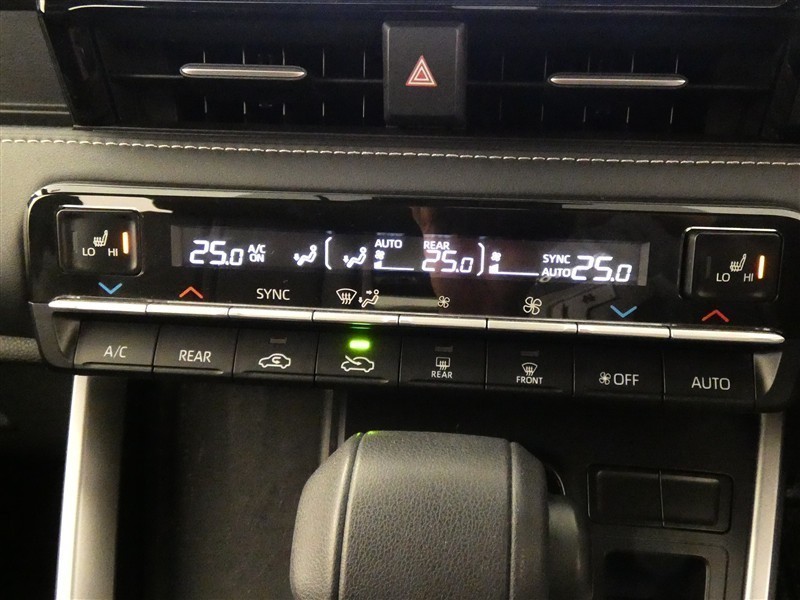 LO HI
25.0 A/C ON
AUTO
REAR 25.0
SYNC
AUTO 25.0
LO HI
SYNC
A/C
REAR
REAR
FRONT
OFF
AUTO